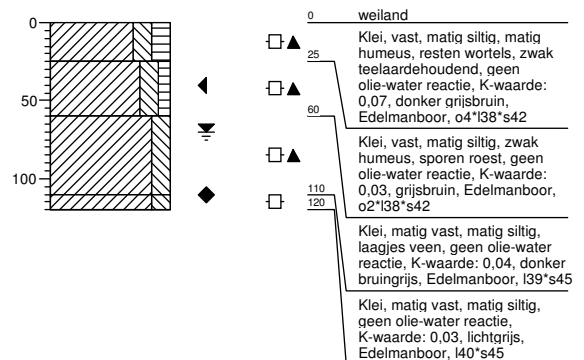 0
50
100
0 weiland
Klei, vast, matig siltig, matig
humeus, resten wortels, zwak
teelaardehoudend, geen
olie-water reactie, K-waarde:
0,07, donker grijsbruin,
Edelmanboor, o4*l38*s42
25
Klei, vast, matig siltig, zwak
humeus, sporen roest, geen
olie-water reactie, K-waarde:
0,03, grijsbruin, Edelmanboor,
o2*l38*s42
60
Klei, matig vast, matig siltig,
laagjes veen, geen olie-water
reactie, K-waarde: 0,04, donker
bruingrijs, Edelmanboor, l39*s45
110
120
Klei, matig vast, matig siltig,
geen olie-water reactie,
K-waarde: 0,03, lichtgrijs,
Edelmanboor, l40*s45